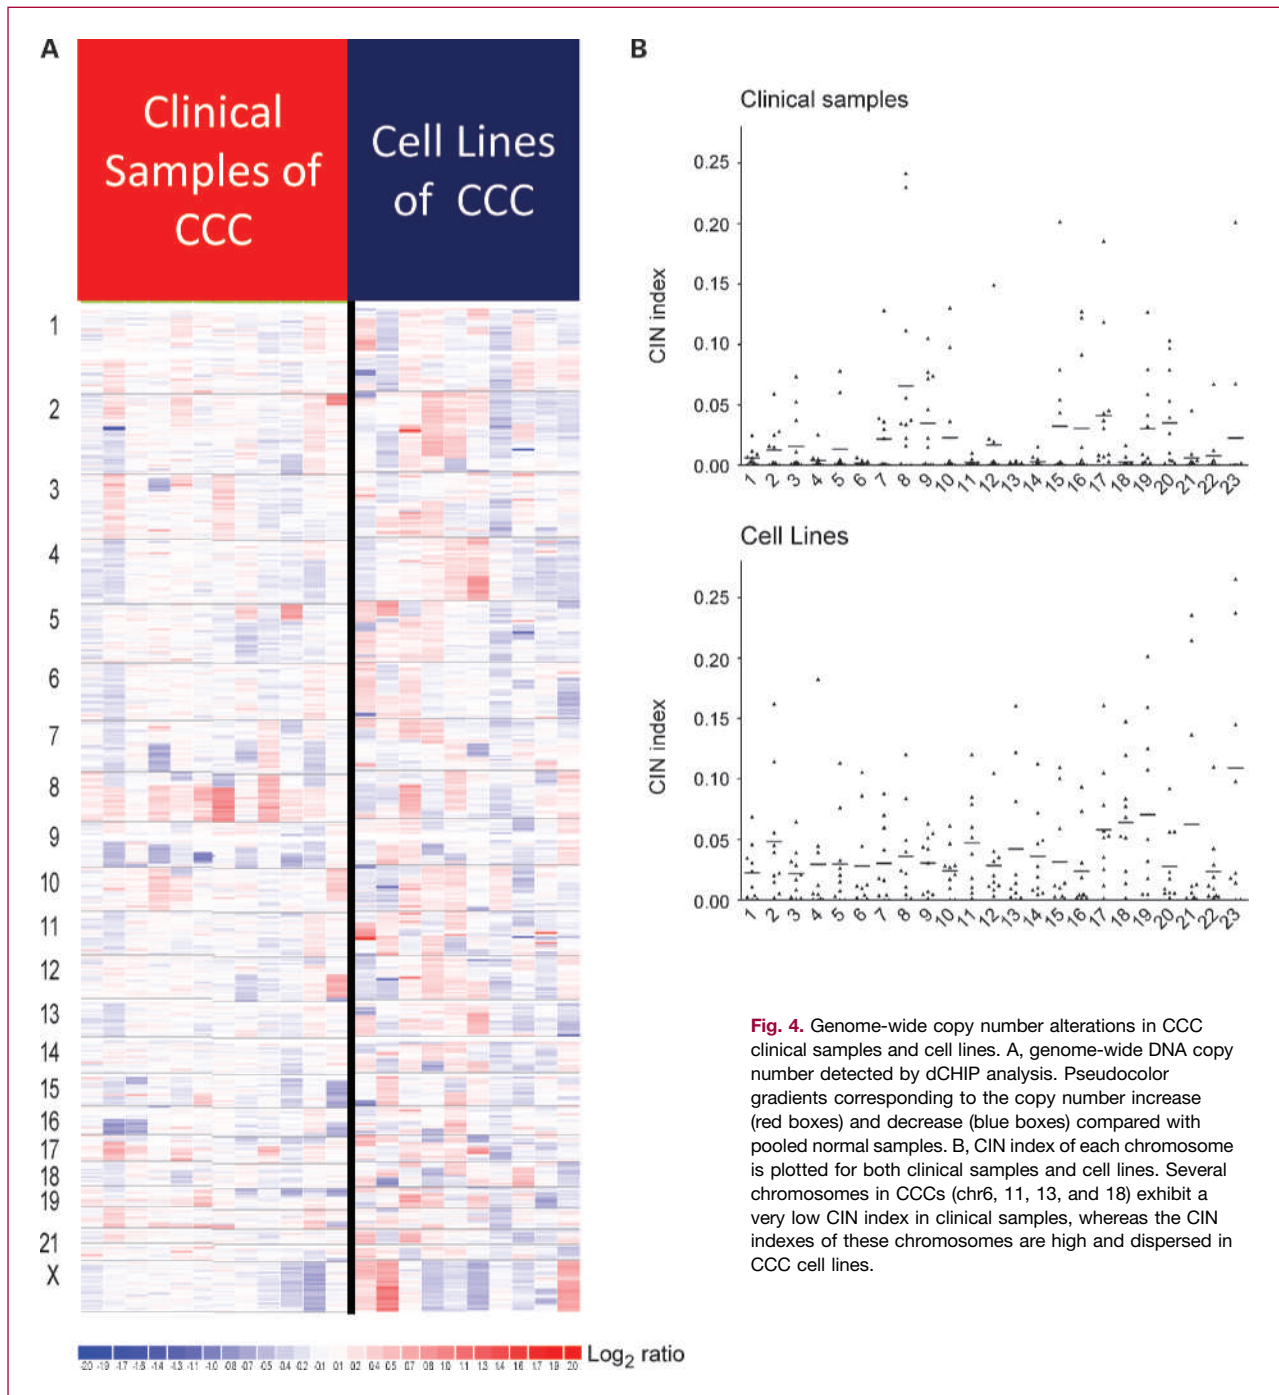 A
Clinical
Samples of
CCC
Cell Lines
of CCC
1
2
3
4
5
6
7
8
9
10
11
12
13
14
15
16
17
18
19
21
X
Log2 ratio
B
Clinical samples
CIN index
0.25
0.20
0.15
0.10
0.05
0.00
1 2 3 4 5 6 7 8 9 10 11 12 13 14 15 16 17 18 19 20 21 22 23
Cell Lines
CIN index
0.25
0.20
0.15
0.10
0.05
0.00
1 2 3 4 5 6 7 8 9 10 11 12 13 14 15 16 17 18 19 20 21 22 23
Fig. 4. Genome-wide copy number alterations in CCC
clinical samples and cell lines. A, genome-wide DNA copy
number detected by dCHIP analysis. Pseudocolor
gradients corresponding to the copy number increase
(red boxes) and decrease (blue boxes) compared with
pooled normal samples. B, CIN index of each chromosome
is plotted for both clinical samples and cell lines. Several
chromosomes in CCCs (chr6, 11, 13, and 18) exhibit a
very low CIN index in clinical samples, whereas the CIN
indexes of these chromosomes are high and dispersed in
CCC cell lines.